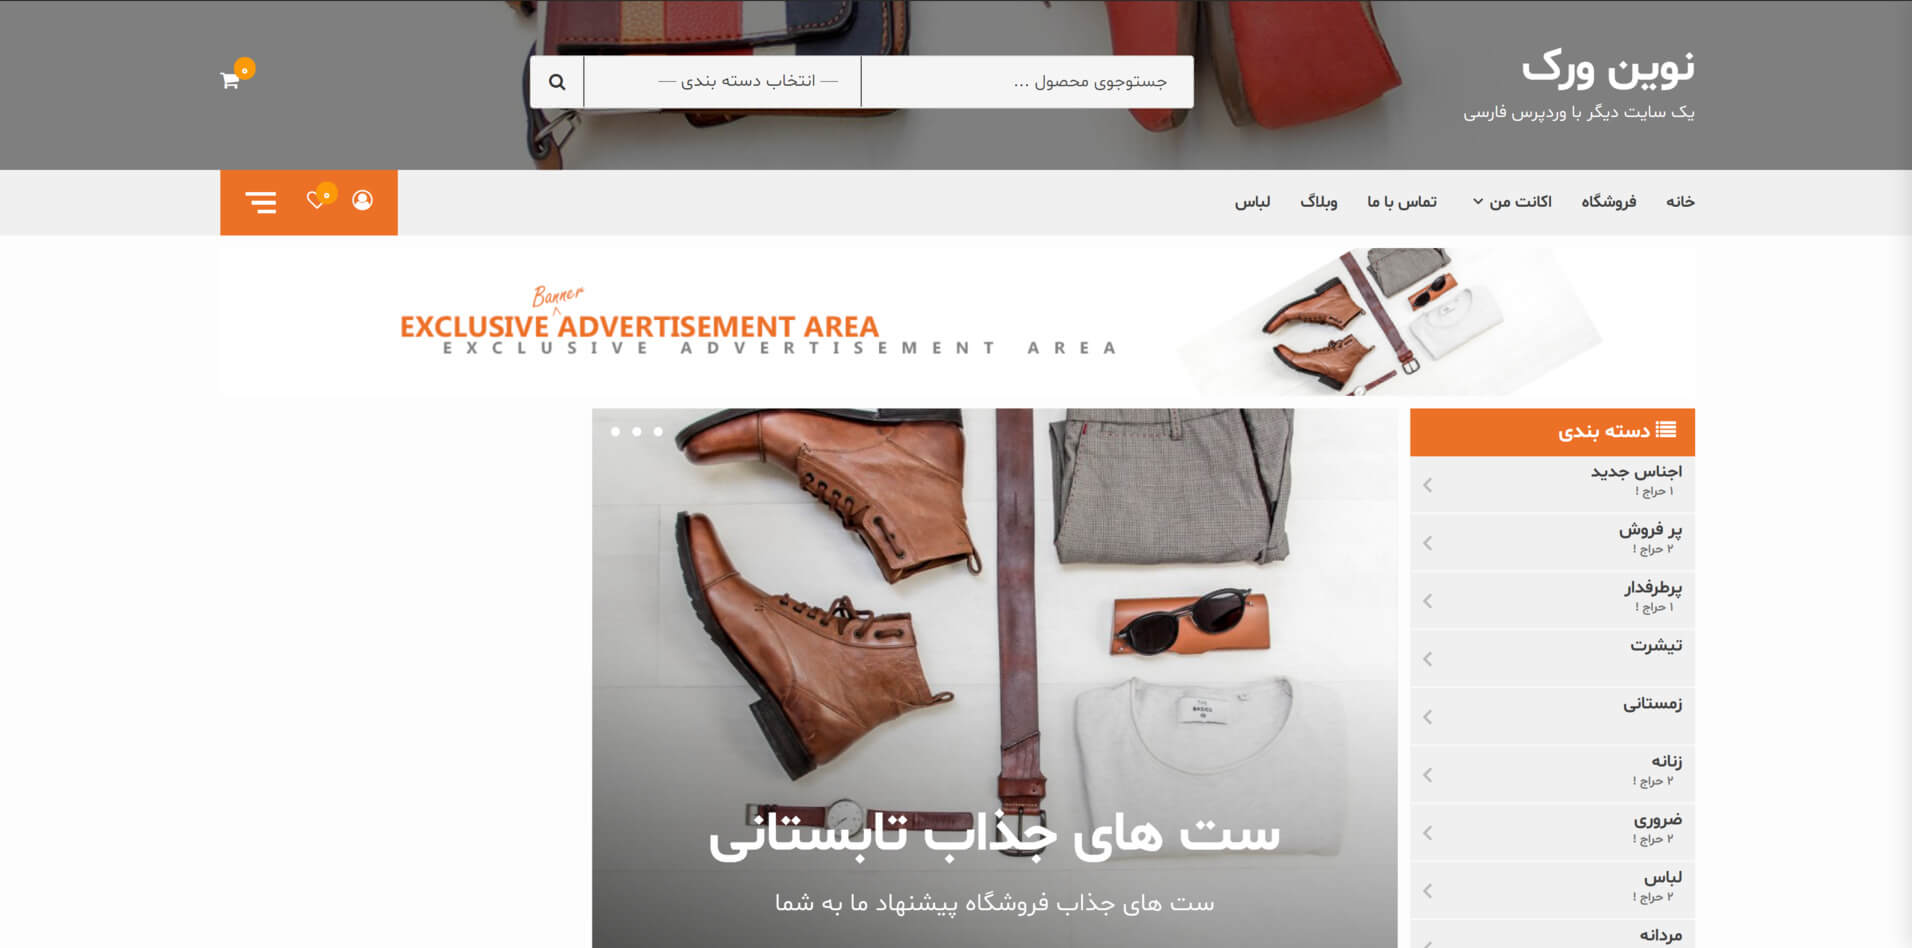 نوین ورک
یک سایت دیگر با وردپرس فارسی
جستوجوی محصول ...
— انتخاب دسته بندی —
۰
خانه
فروشگاه
اکانت من
تماس با ما
وبلاگ
لباس
۰
Banner
EXCLUSIVE ADVERTISEMENT AREA
EXCLUSIVE ADVERTISEMENT AREA
دسته بندی
اجناس جدید
۱ حراج !
پر فروش
۲ حراج !
پرطرفدار
۱ حراج !
تیشرت
زمستانی
زنانه
۲ حراج !
ضروری
۲ حراج !
لباس
۲ حراج !
مردانه
BASICS
ست های جذاب تابستانی
ست های جذاب فروشگاه پیشنهاد ما به شما